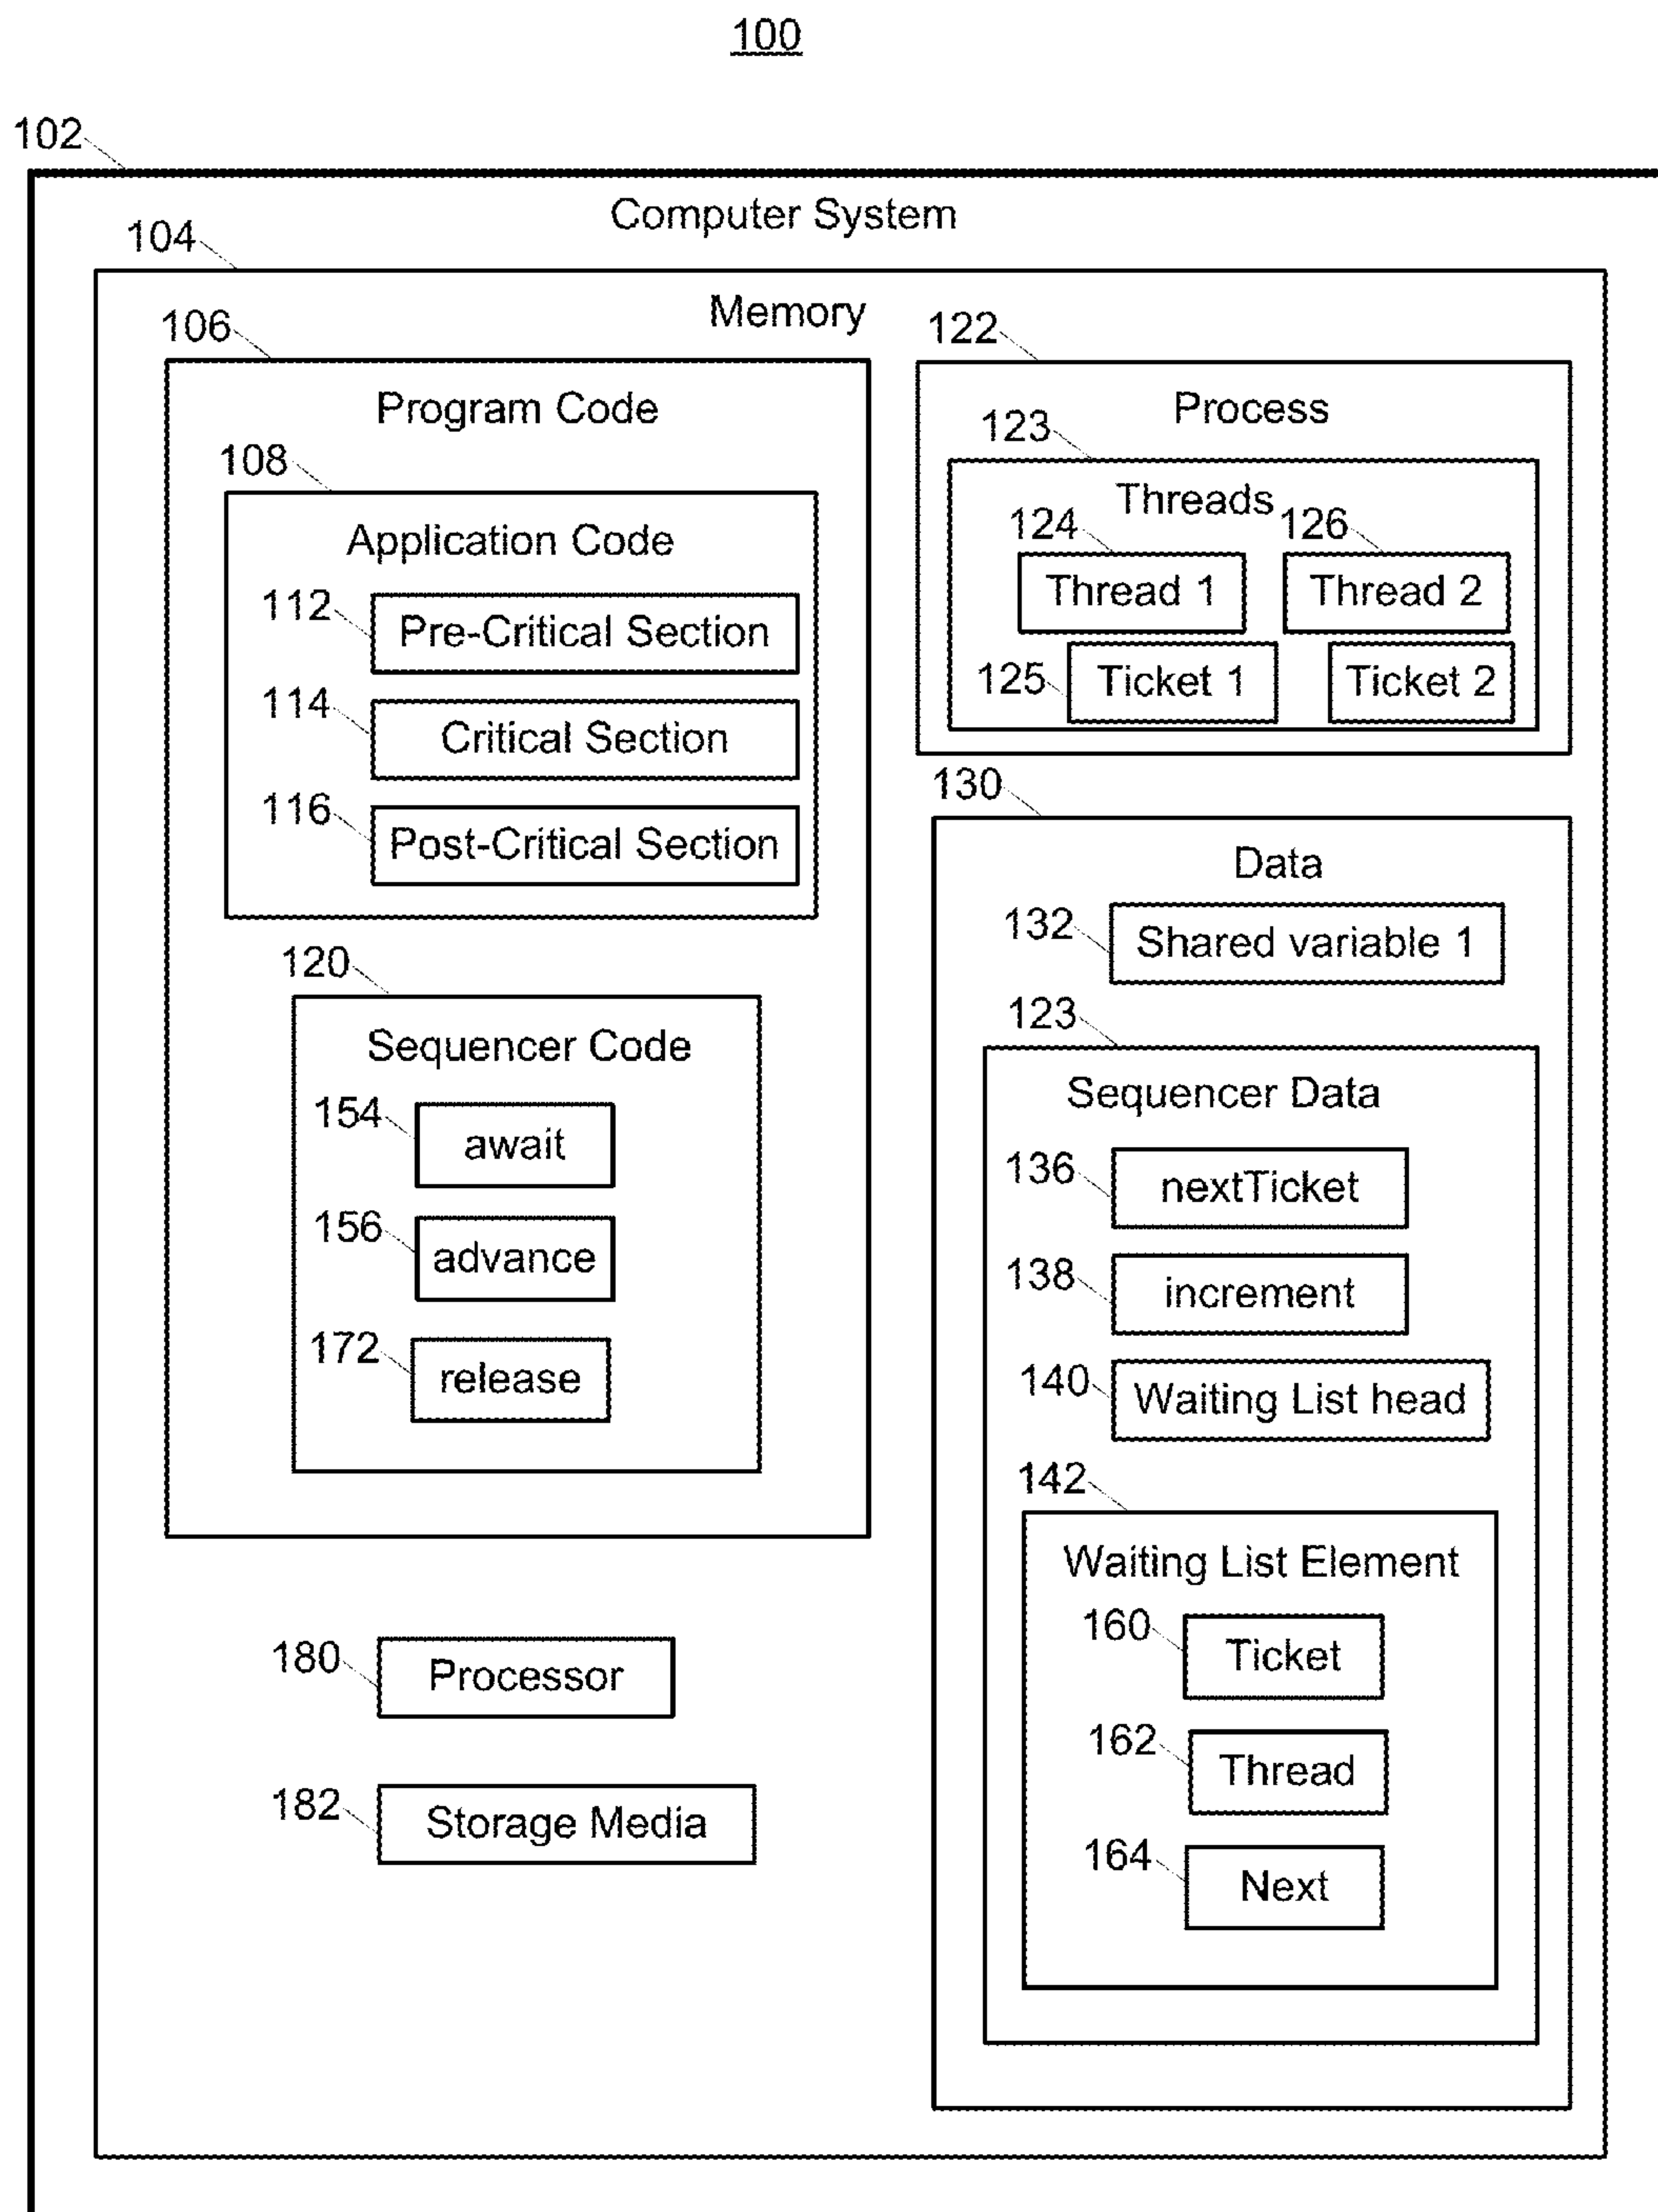 100
102
Computer System
104
Memory
106
Program Code
108
Application Code
112 Pre-Critical Section
114 Critical Section
116 Post-Critical Section
120
Sequencer Code
154 await
156 advance
172 release
180 Processor
182 Storage Media
122
Process
123
Threads
124 126
Thread 1 Thread 2
125 Ticket 1 Ticket 2
130
Data
132 Shared variable 1
123
Sequencer Data
136 nextTicket
138 increment
140 Waiting List head
142
Waiting List Element
160 Ticket
162 Thread
164 Next